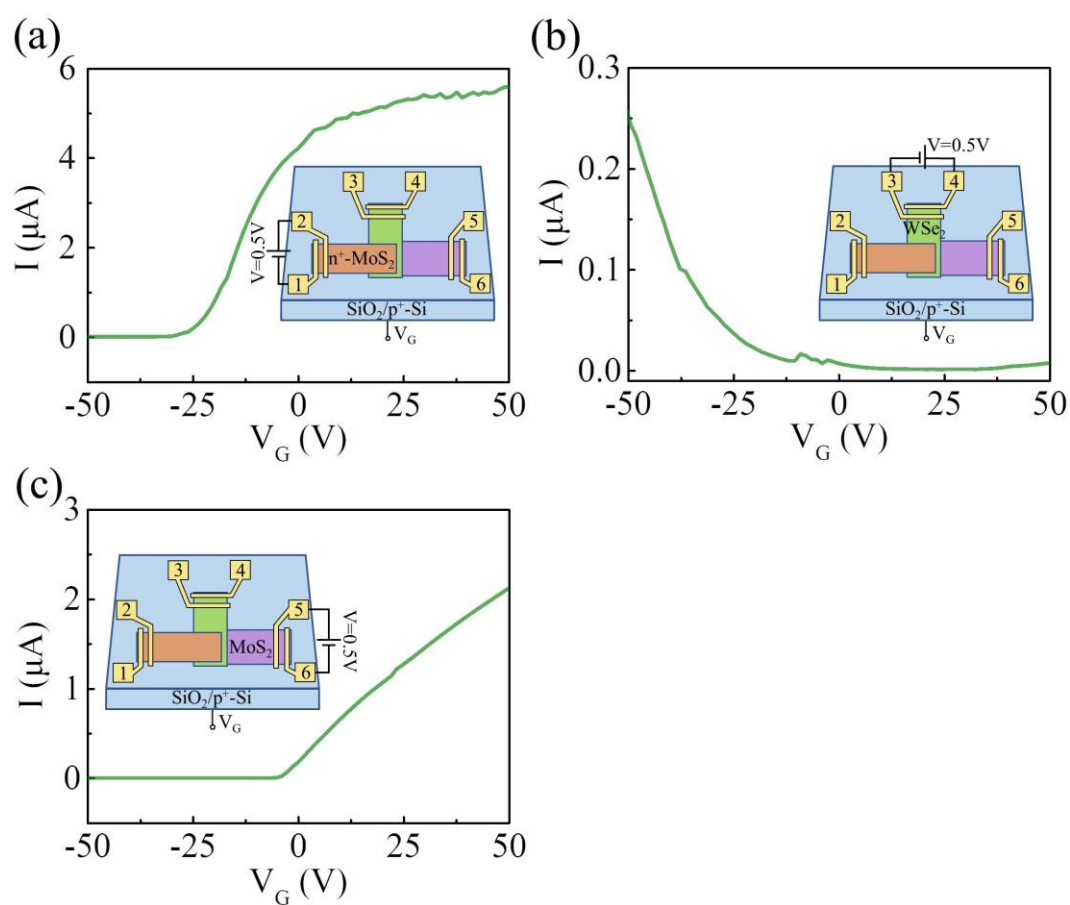 (a)
6
4
2
0
I (μA)
-50 -25 0 25 50
V_G (V)
3 4
2 5
1 6
V=0.5V
n⁺-MoS₂
SiO₂/p⁺-Si
V_G
(b)
0.3
0.2
0.1
0.0
I (μA)
-50 -25 0 25 50
V_G (V)
V=0.5V
3 4
WSe₂
2 5
1 6
SiO₂/p⁺-Si
V_G
(c)
3
2
1
0
I (μA)
-50 -25 0 25 50
V_G (V)
3 4
2 5
1 6
MoS₂
V=0.5V
SiO₂/p⁺-Si
V_G